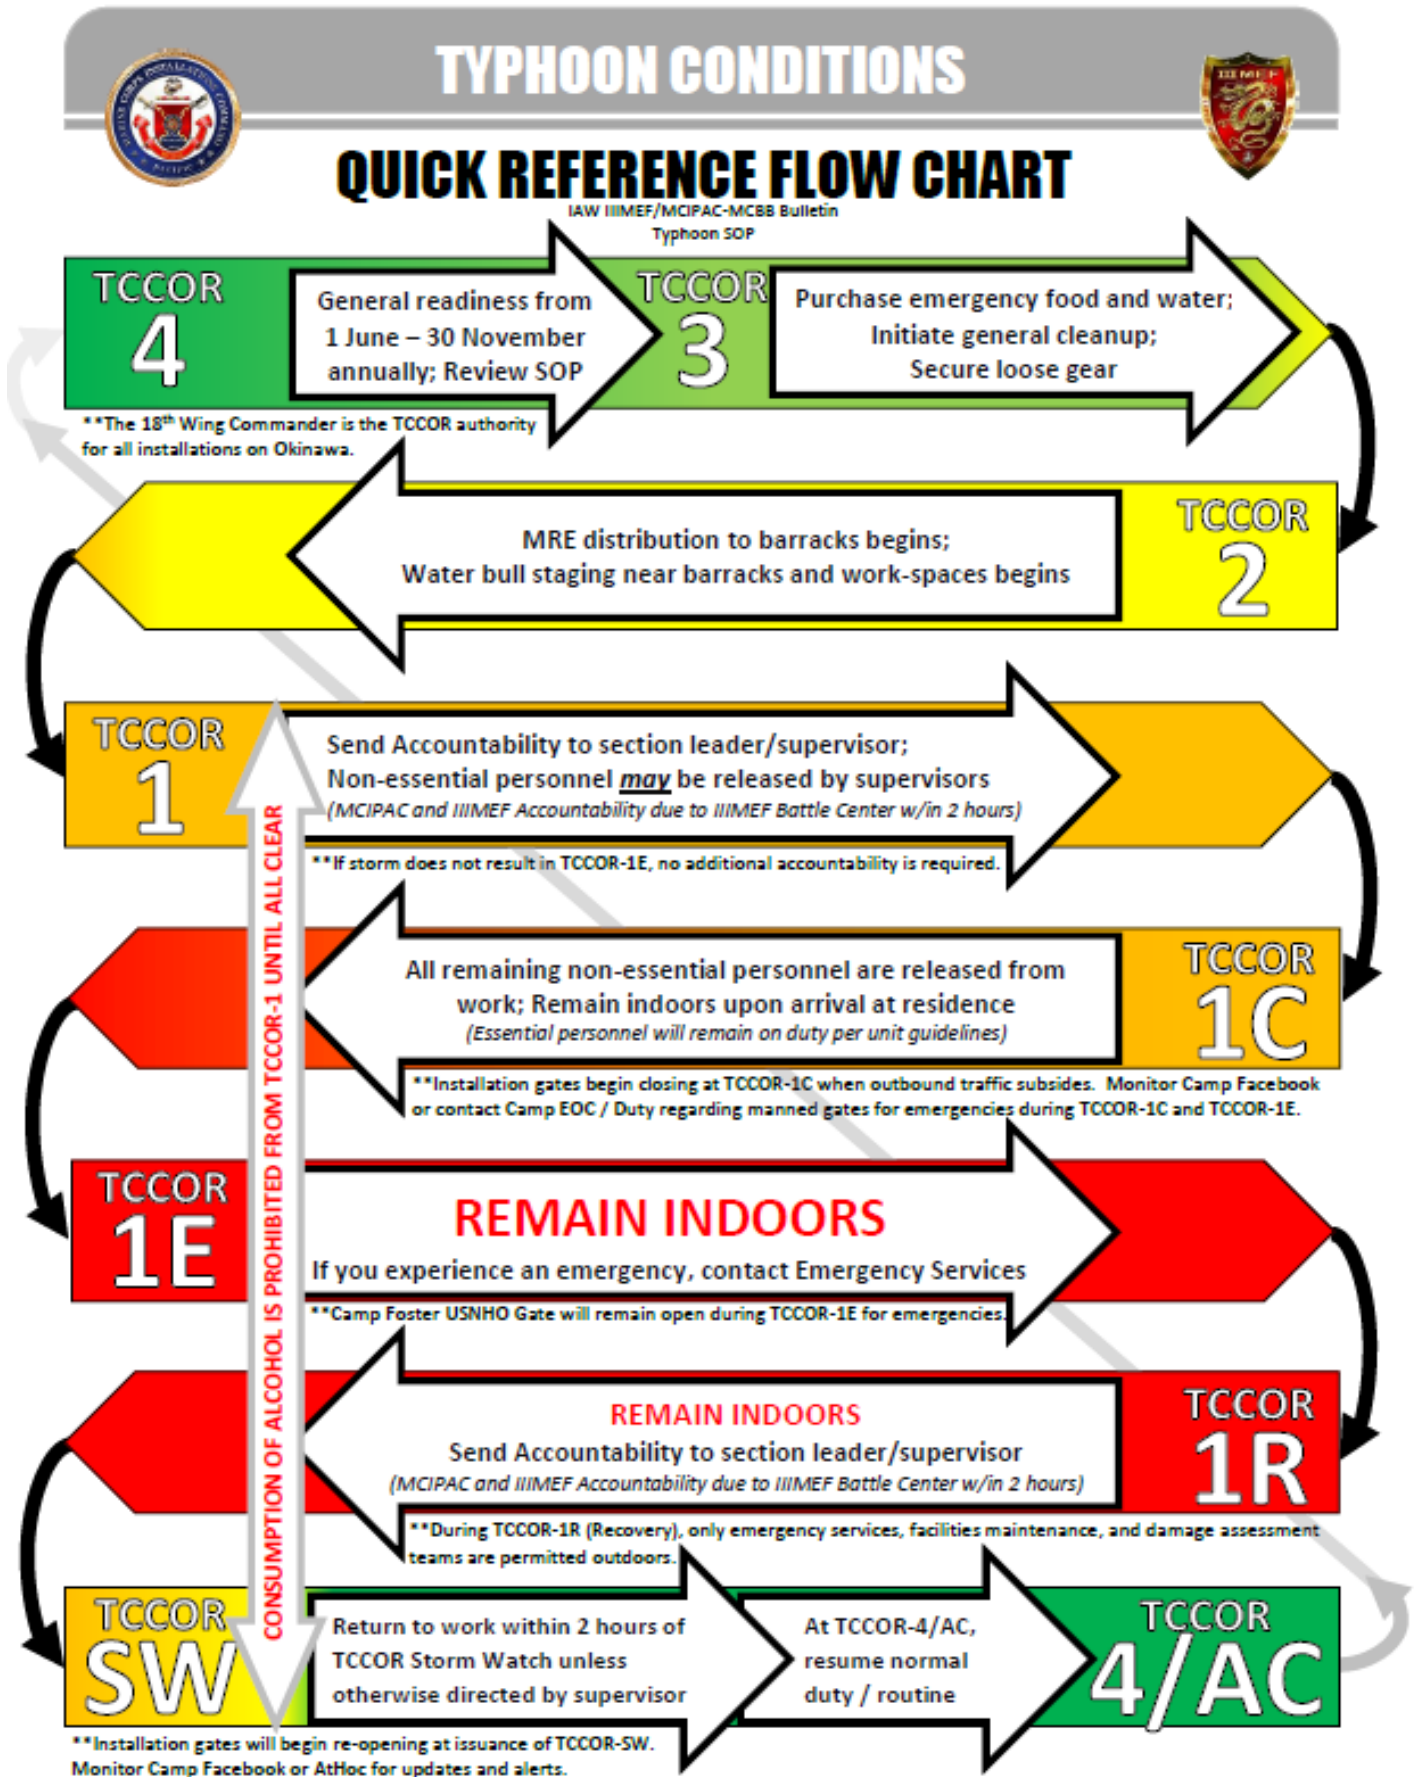 TYPHOON CONDITIONS
MARINE CORPS INSTALLATIONS COMMAND
PACIFIC
III MEF
QUICK REFERENCE FLOW CHART
IAW IIIMEF/MCIPAC-MCBB Bulletin
Typhoon SOP
TCCOR
4
General readiness from
1 June – 30 November
annually; Review SOP
TCCOR
3
Purchase emergency food and water;
Initiate general cleanup;
Secure loose gear
**The 18th Wing Commander is the TCCOR authority
for all installations on Okinawa.
MRE distribution to barracks begins;
Water bull staging near barracks and work-spaces begins
TCCOR
2
TCCOR
1
Send Accountability to section leader/supervisor;
Non-essential personnel may be released by supervisors
(MCIPAC and IIIMEF Accountability due to IIIMEF Battle Center w/in 2 hours)
**If storm does not result in TCCOR-1E, no additional accountability is required.
CONSUMPTION OF ALCOHOL IS PROHIBITED FROM TCCOR-1 UNTIL ALL CLEAR
All remaining non-essential personnel are released from
work; Remain indoors upon arrival at residence
(Essential personnel will remain on duty per unit guidelines)
TCCOR
1C
**Installation gates begin closing at TCCOR-1C when outbound traffic subsides.  Monitor Camp Facebook
or contact Camp EOC / Duty regarding manned gates for emergencies during TCCOR-1C and TCCOR-1E.
TCCOR
1E
REMAIN INDOORS
If you experience an emergency, contact Emergency Services
**Camp Foster USNHO Gate will remain open during TCCOR-1E for emergencies.
REMAIN INDOORS
Send Accountability to section leader/supervisor
(MCIPAC and IIIMEF Accountability due to IIIMEF Battle Center w/in 2 hours)
TCCOR
1R
**During TCCOR-1R (Recovery), only emergency services, facilities maintenance, and damage assessment
teams are permitted outdoors.
TCCOR
SW
Return to work within 2 hours of
TCCOR Storm Watch unless
otherwise directed by supervisor
At TCCOR-4/AC,
resume normal
duty / routine
TCCOR
4/AC
**Installation gates will begin re-opening at issuance of TCCOR-SW.
Monitor Camp Facebook or AtHoc for updates and alerts.